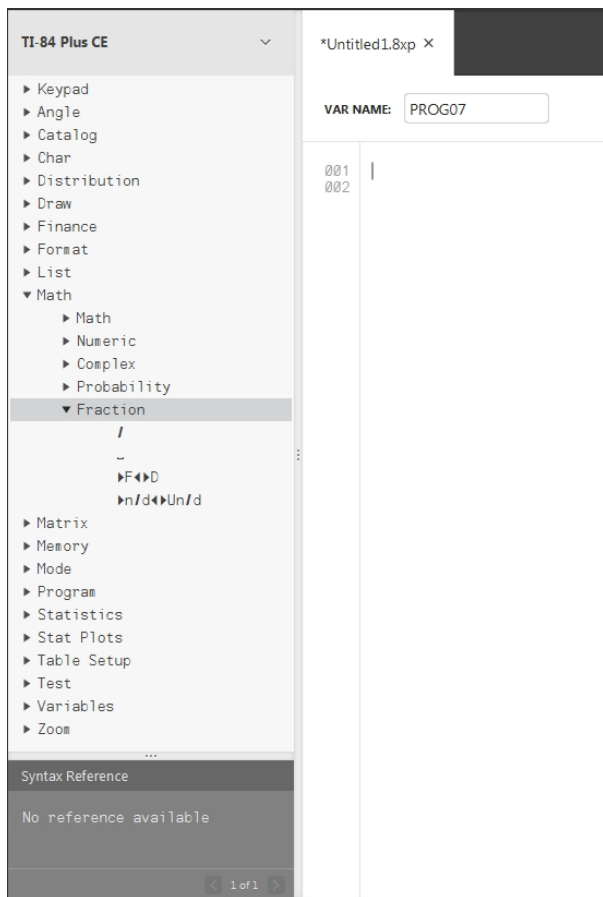 TI-84 Plus CE
*Untitled1.8xp ×
VAR NAME: PROG07
▶ Keypad
▶ Angle
▶ Catalog
▶ Char
▶ Distribution
▶ Draw
▶ Finance
▶ Format
▶ List
▼ Math
▶ Math
▶ Numeric
▶ Complex
▶ Probability
▼ Fraction
/
⎵
▶F◀▶D
▶n/d◀▶Un/d
▶ Matrix
▶ Memory
▶ Mode
▶ Program
▶ Statistics
▶ Stat Plots
▶ Table Setup
▶ Test
▶ Variables
▶ Zoom
001
002
Syntax Reference
No reference available
1 of 1